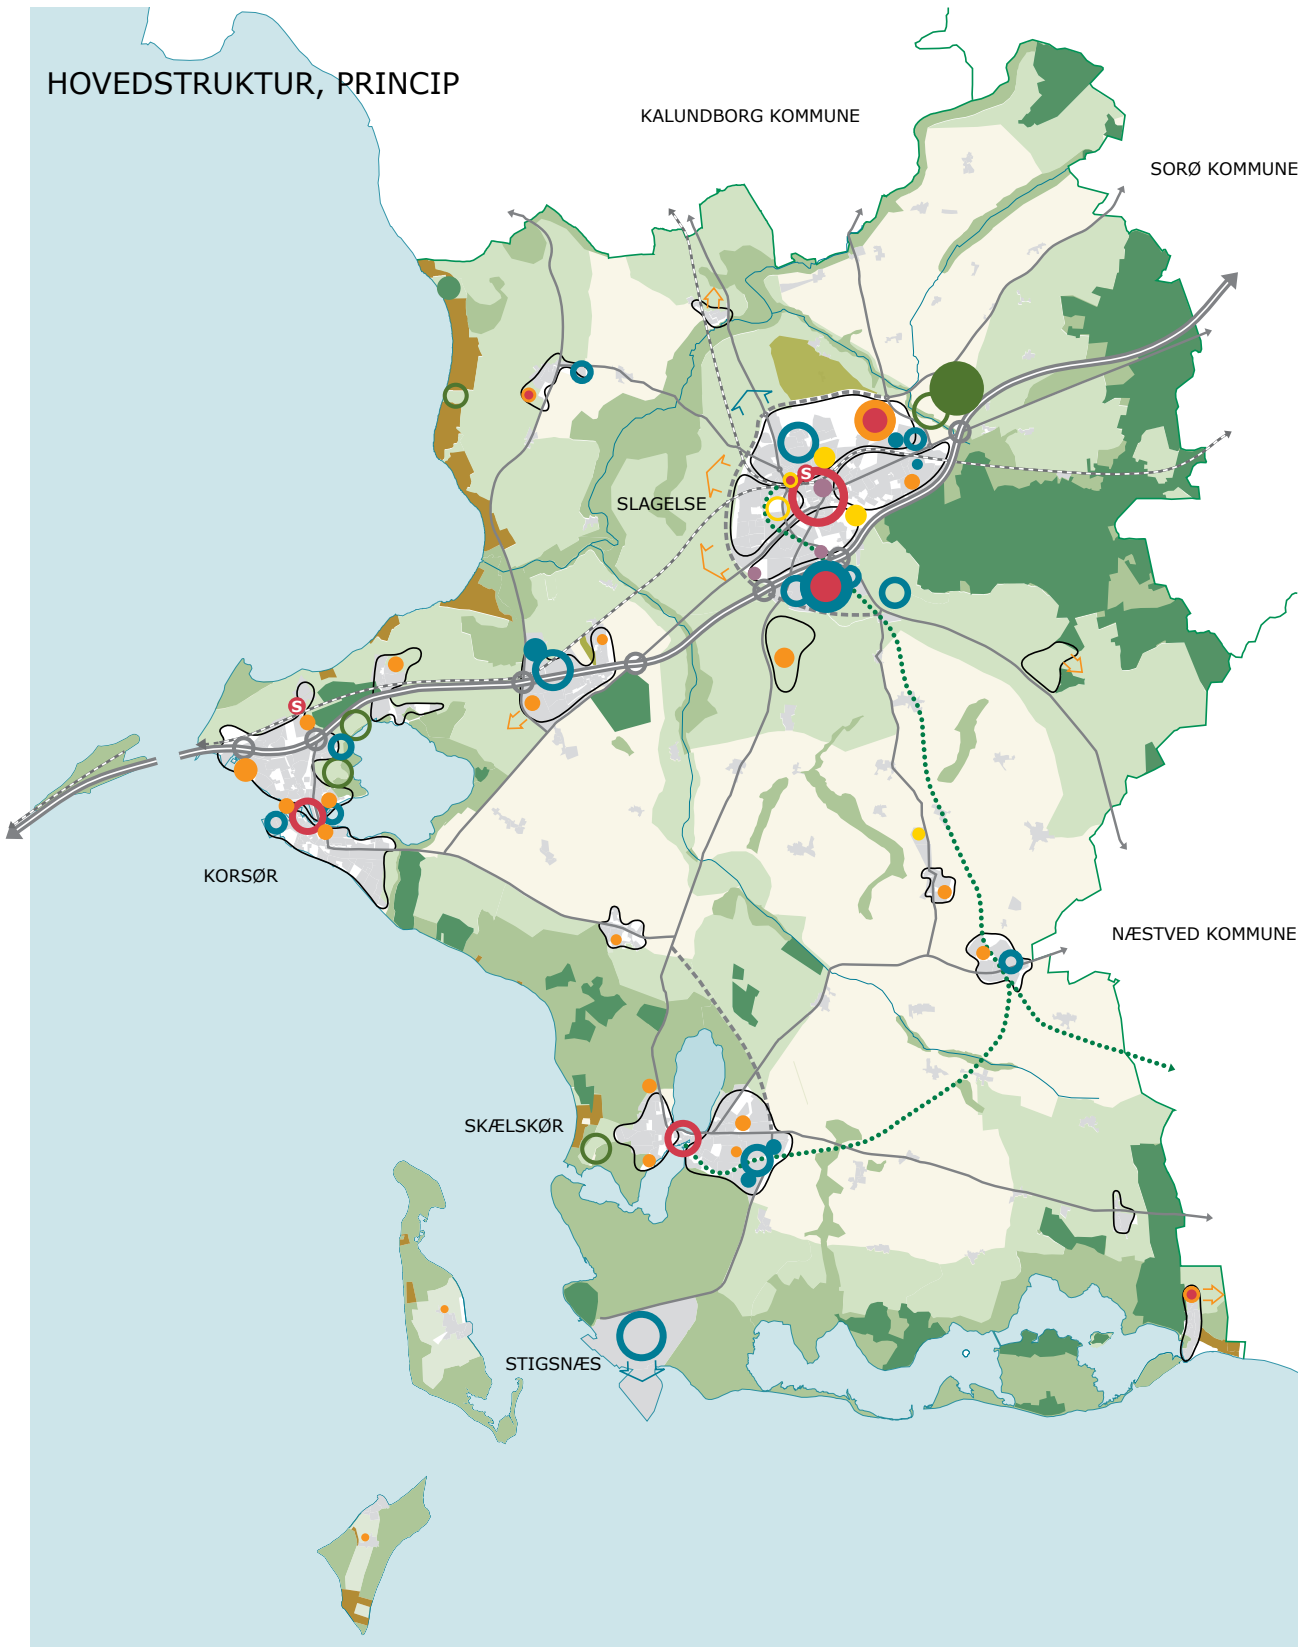 HOVEDSTRUKTUR, PRINCIP
KALUNDBORG KOMMUNE
SORØ KOMMUNE
S
SLAGELSE
S
KORSØR
NÆSTVED KOMMUNE
SKÆLSKØR
STIGSNÆS